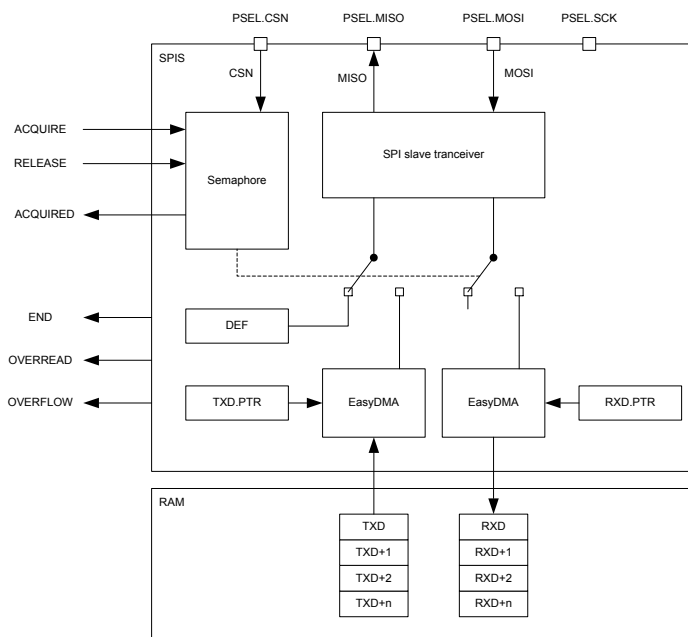 PSEL.CSN PSEL.MISO PSEL.MOSI PSEL.SCK
SPIS
CSN MISO MOSI
ACQUIRE
RELEASE
ACQUIRED
Semaphore
SPI slave tranceiver
END
OVERREAD
OVERFLOW
DEF
TXD.PTR EasyDMA EasyDMA RXD.PTR
RAM
TXD RXD
TXD+1 RXD+1
TXD+2 RXD+2
TXD+n RXD+n